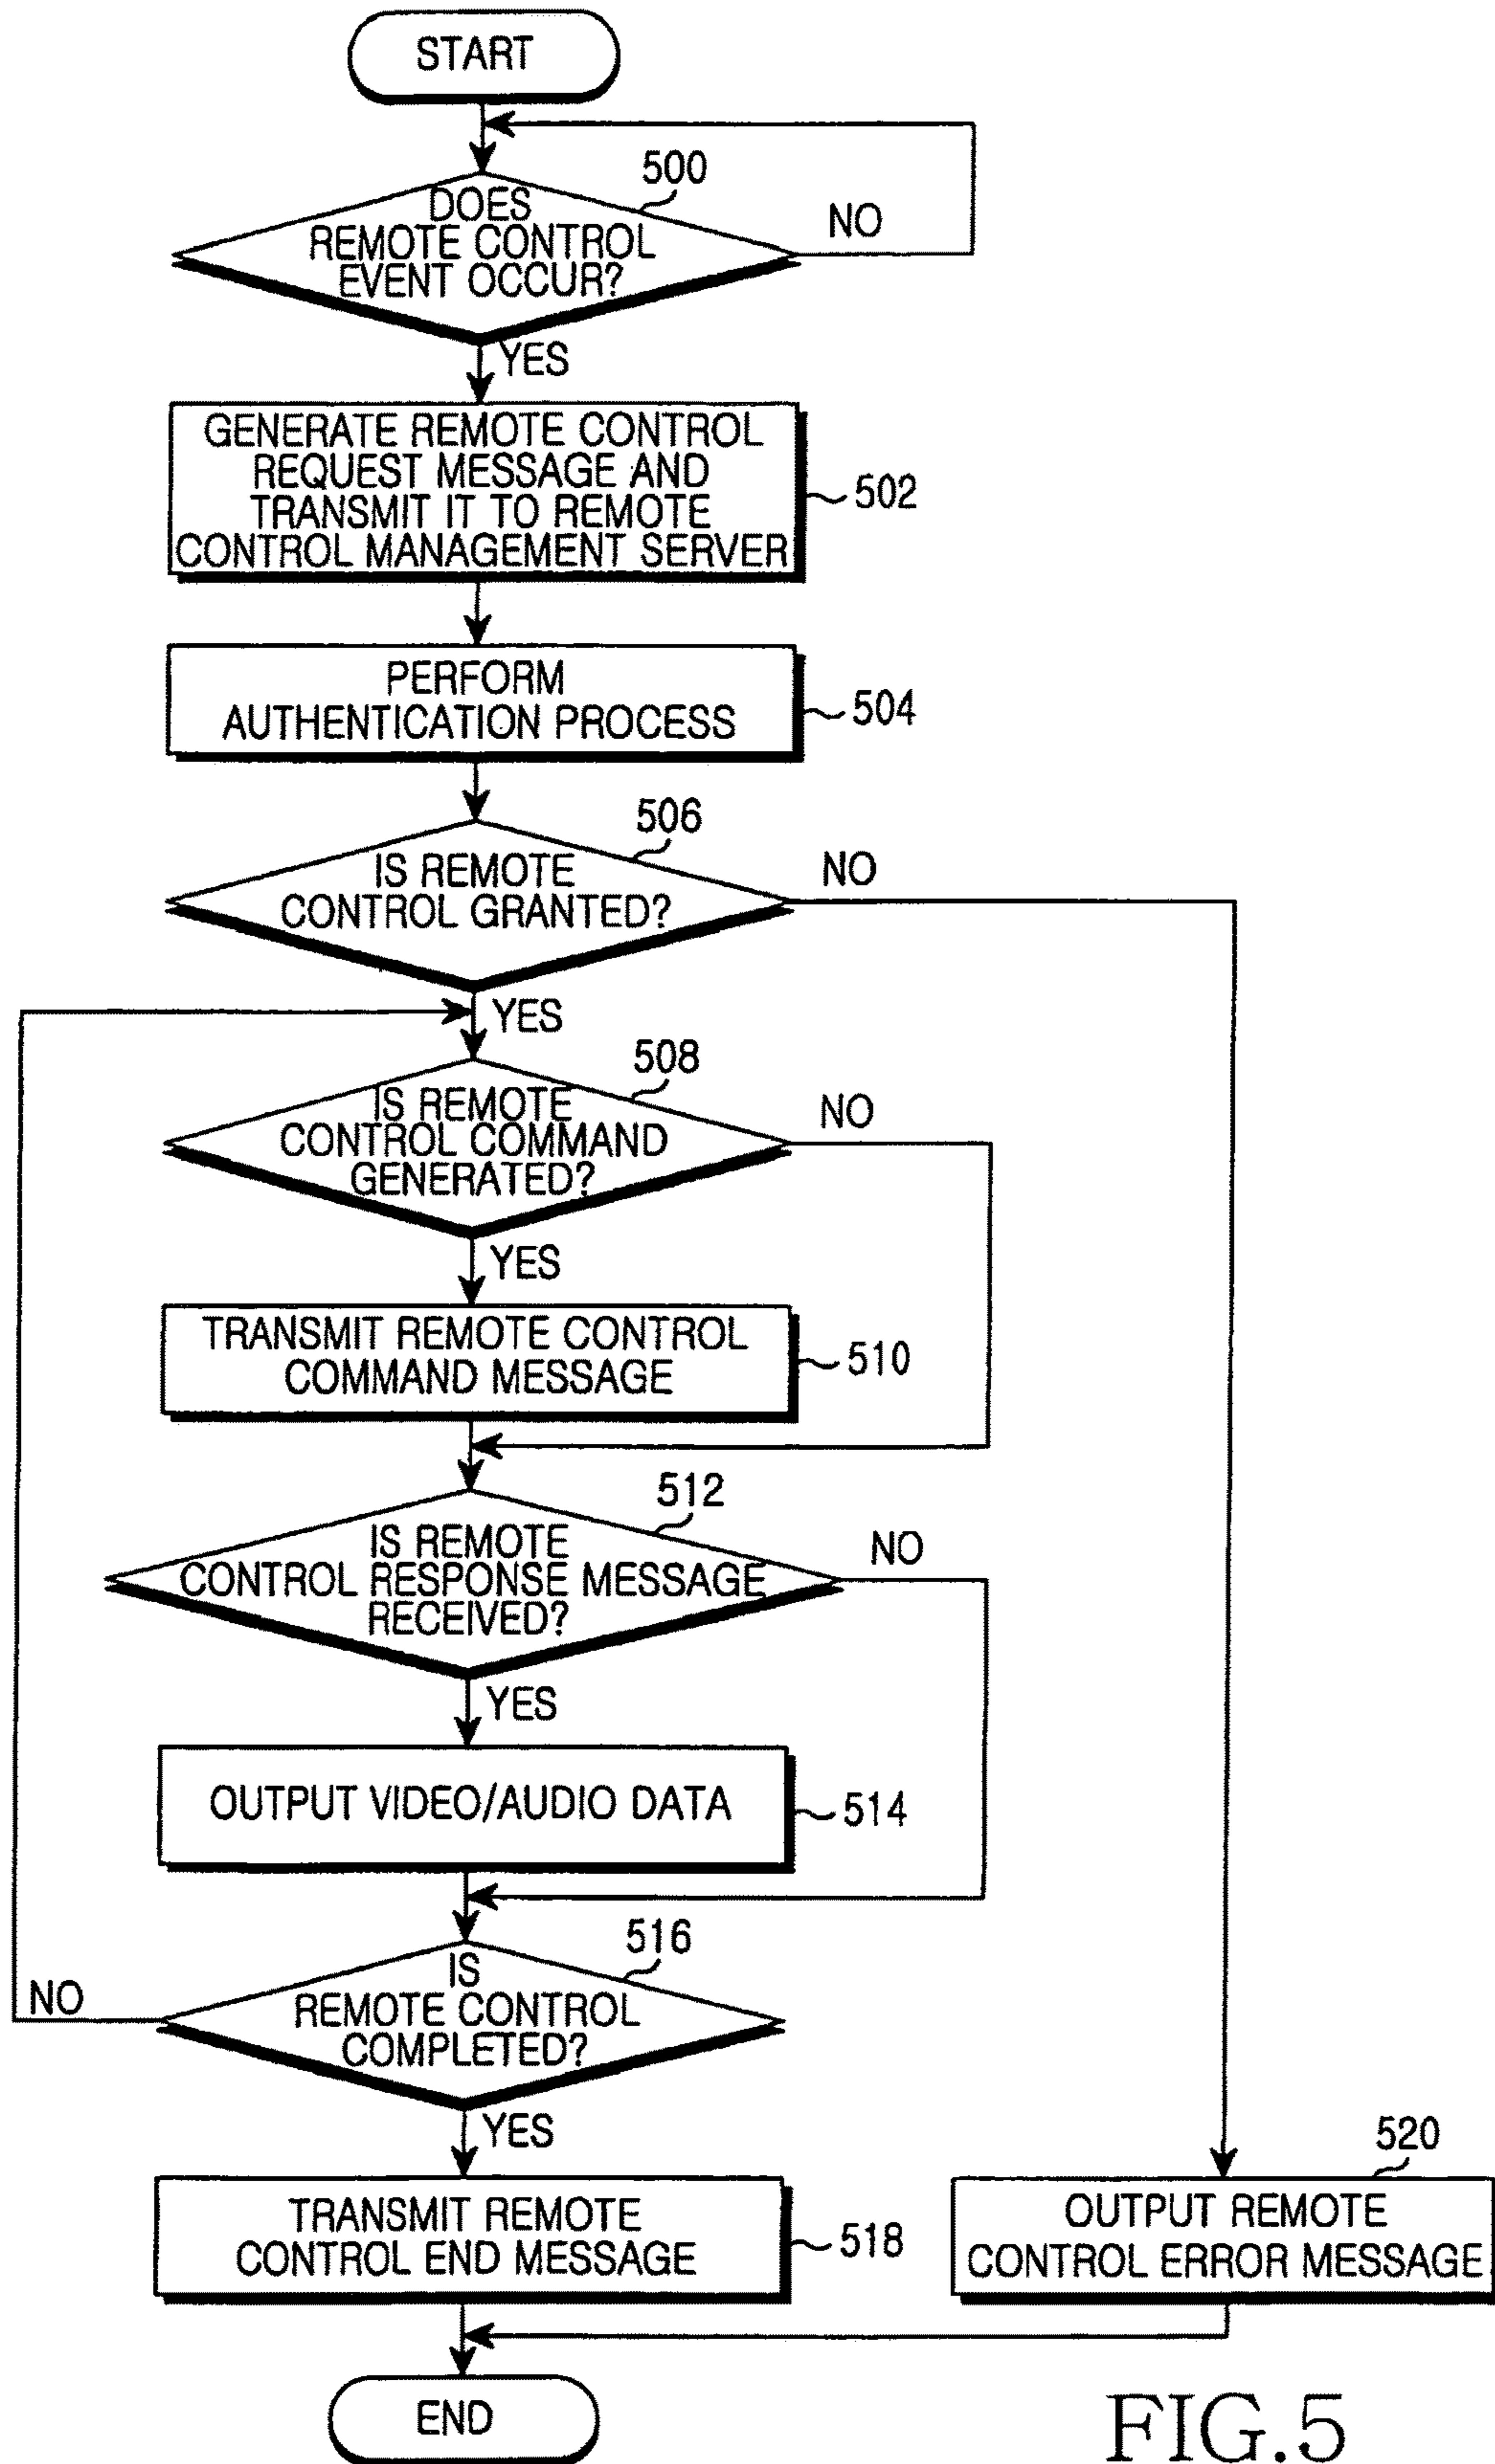 START
500
DOES
REMOTE CONTROL
EVENT OCCUR?
NO
YES
GENERATE REMOTE CONTROL
REQUEST MESSAGE AND
TRANSMIT IT TO REMOTE
CONTROL MANAGEMENT SERVER
502
PERFORM
AUTHENTICATION PROCESS
504
506
IS REMOTE
CONTROL GRANTED?
NO
YES
508
IS REMOTE
CONTROL COMMAND
GENERATED?
NO
YES
TRANSMIT REMOTE CONTROL
COMMAND MESSAGE
510
512
IS REMOTE
CONTROL RESPONSE MESSAGE
RECEIVED?
NO
YES
OUTPUT VIDEO/AUDIO DATA
514
516
IS
REMOTE CONTROL
COMPLETED?
NO
YES
TRANSMIT REMOTE
CONTROL END MESSAGE
518
520
OUTPUT REMOTE
CONTROL ERROR MESSAGE
END
FIG.5